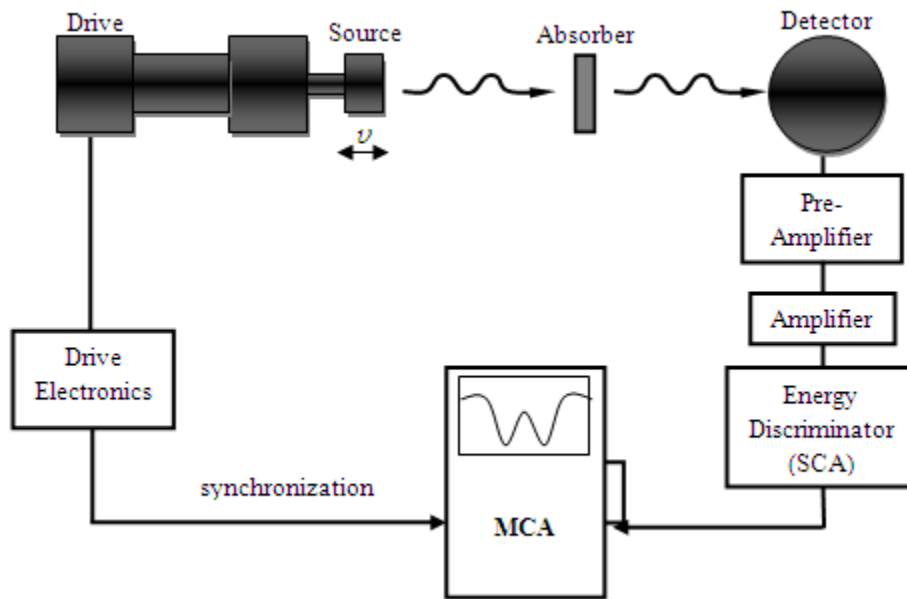 Drive
Source
Absorber
Detector
υ
Pre-
Amplifier
Amplifier
Drive
Electronics
Energy
Discriminator
(SCA)
synchronization
MCA